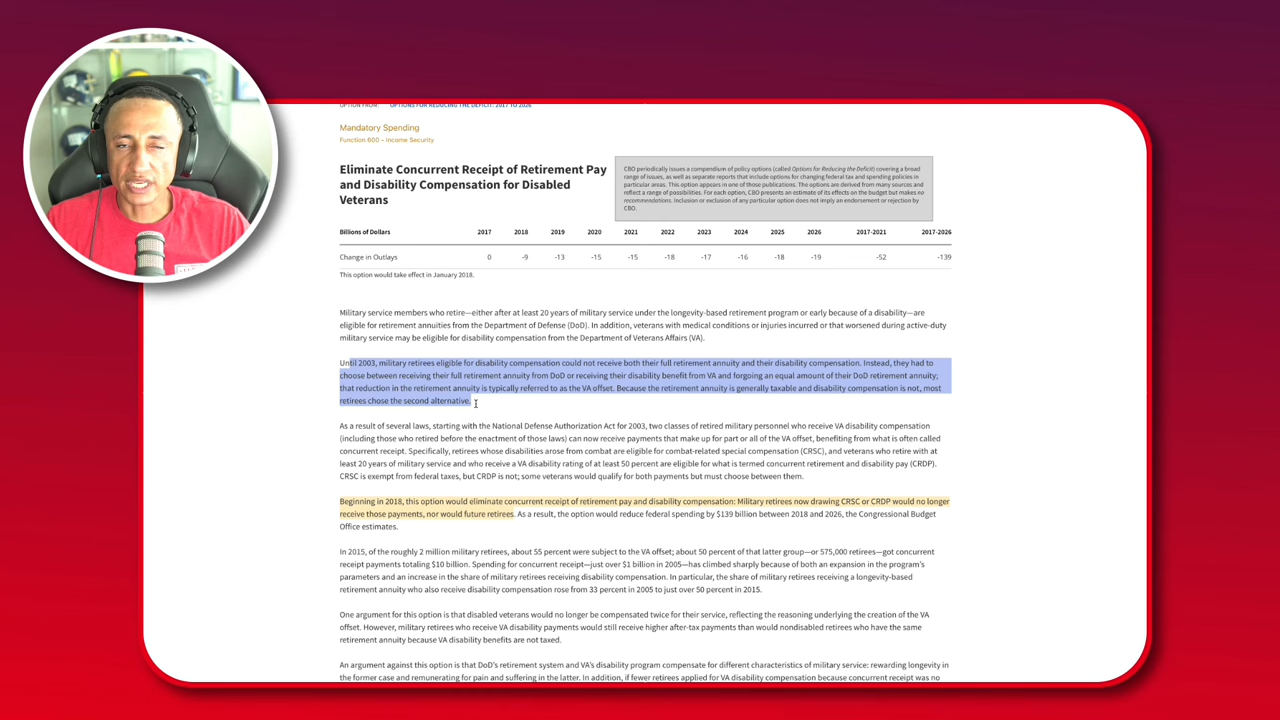 OPTION FROM: OPTIONS FOR REDUCING THE DEFICIT: 2017 TO 2026
Mandatory Spending
Function 600 - Income Security
Eliminate Concurrent Receipt of Retirement Pay
and Disability Compensation for Disabled
Veterans
CBO periodically issues a compendium of policy options (called Options for Reducing the Deficit) covering a
range of issues, as well as separate reports that include options for changing federal tax and spending policies in
particular areas. This option appears in one of those publications. The options are derived from many sources and
reflect a range of possibilities. For each option, CBO presents an estimate of its effects on the budget but makes no
recommendations. Inclusion or exclusion of any particular option does not imply an endorsement or rejection by
CBO.
Billions of Dollars 2017 2018 2019 2020 2021 2022 2023 2024 2025 2026 2017-2021 2017-2026
Change in Outlays 0 -9 -13 -15 -15 -18 -17 -16 -18 -19 -52 -139
This option would take effect in January 2018.
Military service members who retire—either after at least 20 years of military service under the longevity-based retirement program or early because of a disability—are
eligible for retirement annuities from the Department of Defense (DoD). In addition, veterans with medical conditions or injuries incurred or that worsened during active-duty
military service may be eligible for disability compensation from the Department of Veterans Affairs (VA).
Until 2003, military retirees eligible for disability compensation could not receive both their full retirement annuity and their disability compensation. Instead, they had to
choose between receiving their full retirement annuity from DoD or receiving their disability benefit from VA and forgoing an equal amount of their DoD retirement annuity;
that reduction in the retirement annuity is typically referred to as the VA offset. Because the retirement annuity is generally taxable and disability compensation is not, most
retirees chose the second alternative.
As a result of several laws, starting with the National Defense Authorization Act for 2003, two classes of retired military personnel who receive VA disability compensation
(including those who retired before the enactment of those laws) can now receive payments that make up for part or all of the VA offset, benefiting from what is often called
concurrent receipt. Specifically, retirees whose disabilities arose from combat are eligible for combat-related special compensation (CRSC), and veterans who retire with at
least 20 years of military service and who receive a VA disability rating of at least 50 percent are eligible for what is termed concurrent retirement and disability pay (CRDP).
CRSC is exempt from federal taxes, but CRDP is not; some veterans would qualify for both payments but must choose between them.
Beginning in 2018, this option would eliminate concurrent receipt of retirement pay and disability compensation: Military retirees now drawing CRSC or CRDP would no longer
receive those payments, nor would future retirees. As a result, the option would reduce federal spending by $139 billion between 2018 and 2026, the Congressional Budget
Office estimates.
In 2015, of the roughly 2 million military retirees, about 55 percent were subject to the VA offset; about 50 percent of that latter group—or 575,000 retirees—got concurrent
receipt payments totaling $10 billion. Spending for concurrent receipt—just over $1 billion in 2005—has climbed sharply because of both an expansion in the program's
parameters and an increase in the share of military retirees receiving disability compensation. In particular, the share of military retirees receiving a longevity-based
retirement annuity who also receive disability compensation rose from 33 percent in 2005 to just over 50 percent in 2015.
One argument for this option is that disabled veterans would no longer be compensated twice for their service, reflecting the reasoning underlying the creation of the VA
offset. However, military retirees who receive VA disability payments would still receive higher after-tax payments than would nondisabled retirees who have the same
retirement annuity because VA disability benefits are not taxed.
An argument against this option is that DoD's retirement system and VA's disability program compensate for different characteristics of military service: rewarding longevity in
the former case and remunerating for pain and suffering in the latter. In addition, if fewer retirees applied for VA disability compensation because concurrent receipt was no